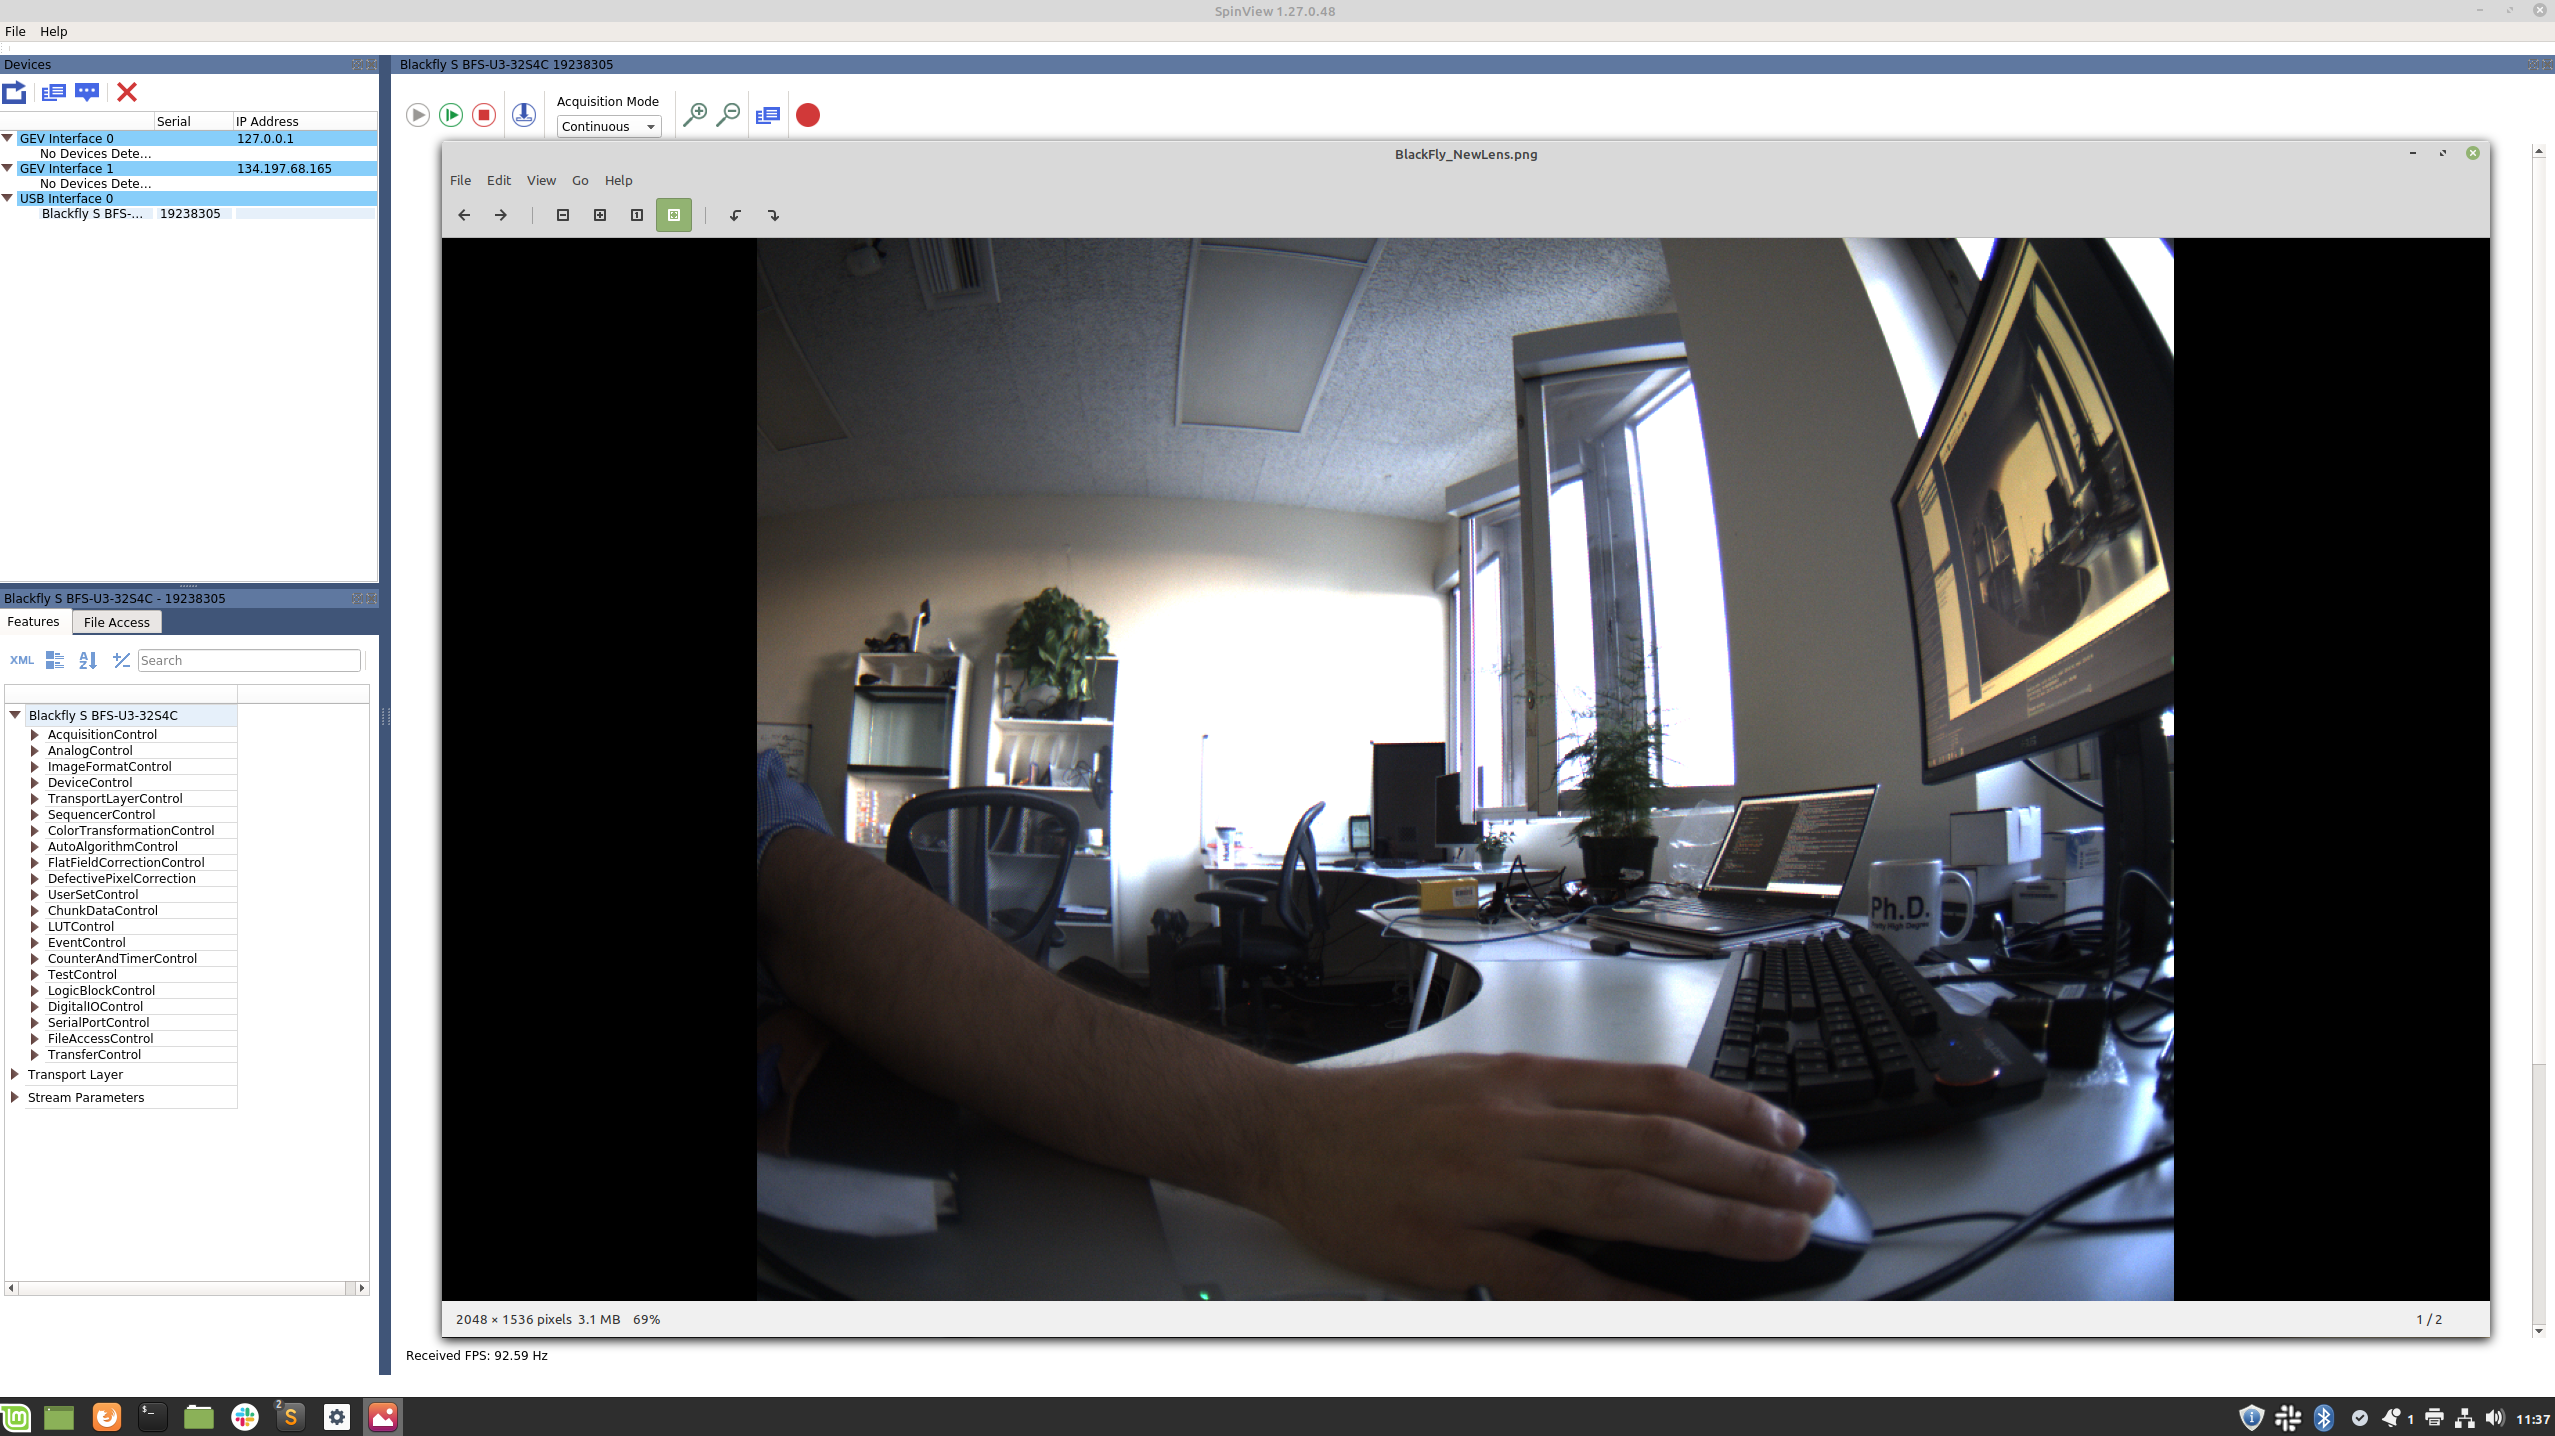 SpinView 1.27.0.48
File Help
Devices
Serial IP Address
GEV Interface 0 127.0.0.1
No Devices Dete...
GEV Interface 1 134.197.68.165
No Devices Dete...
USB Interface 0
Blackfly S BFS-... 19238305
Blackfly S BFS-U3-32S4C - 19238305
Features File Access
XML Search
Blackfly S BFS-U3-32S4C
AcquisitionControl
AnalogControl
ImageFormatControl
DeviceControl
TransportLayerControl
SequencerControl
ColorTransformationControl
AutoAlgorithmControl
FlatFieldCorrectionControl
DefectivePixelCorrection
UserSetControl
ChunkDataControl
LUTControl
EventControl
CounterAndTimerControl
TestControl
LogicBlockControl
DigitalIOControl
SerialPortControl
FileAccessControl
TransferControl
Transport Layer
Stream Parameters
Blackfly S BFS-U3-32S4C 19238305
Acquisition Mode
Continuous
BlackFly_NewLens.png
File Edit View Go Help
Ph.D.
2048 × 1536 pixels 3.1 MB 69%
1 / 2
Received FPS: 92.59 Hz
2
1 11:37